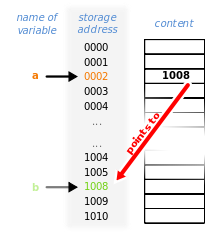 name of variable
storage address
content
0000
0001
a 0002 1008
0003
0004
...
...
1004
1005
b 1008
1009
1010
points to